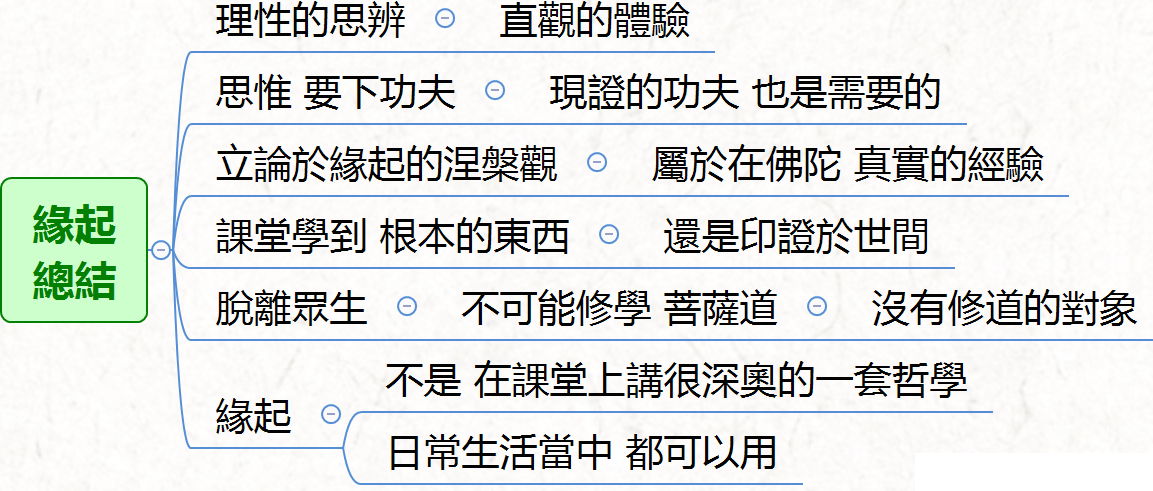 理性的思辨 直觀的體驗
思惟 要下功夫 現證的功夫 也是需要的
立論於緣起的涅槃觀 屬於在佛陀 真實的經驗
緣起
總結
課堂學到 根本的東西 還是印證於世間
脫離眾生 不可能修學 菩薩道 沒有修道的對象
緣起
不是 在課堂上講很深奧的一套哲學
日常生活當中 都可以用